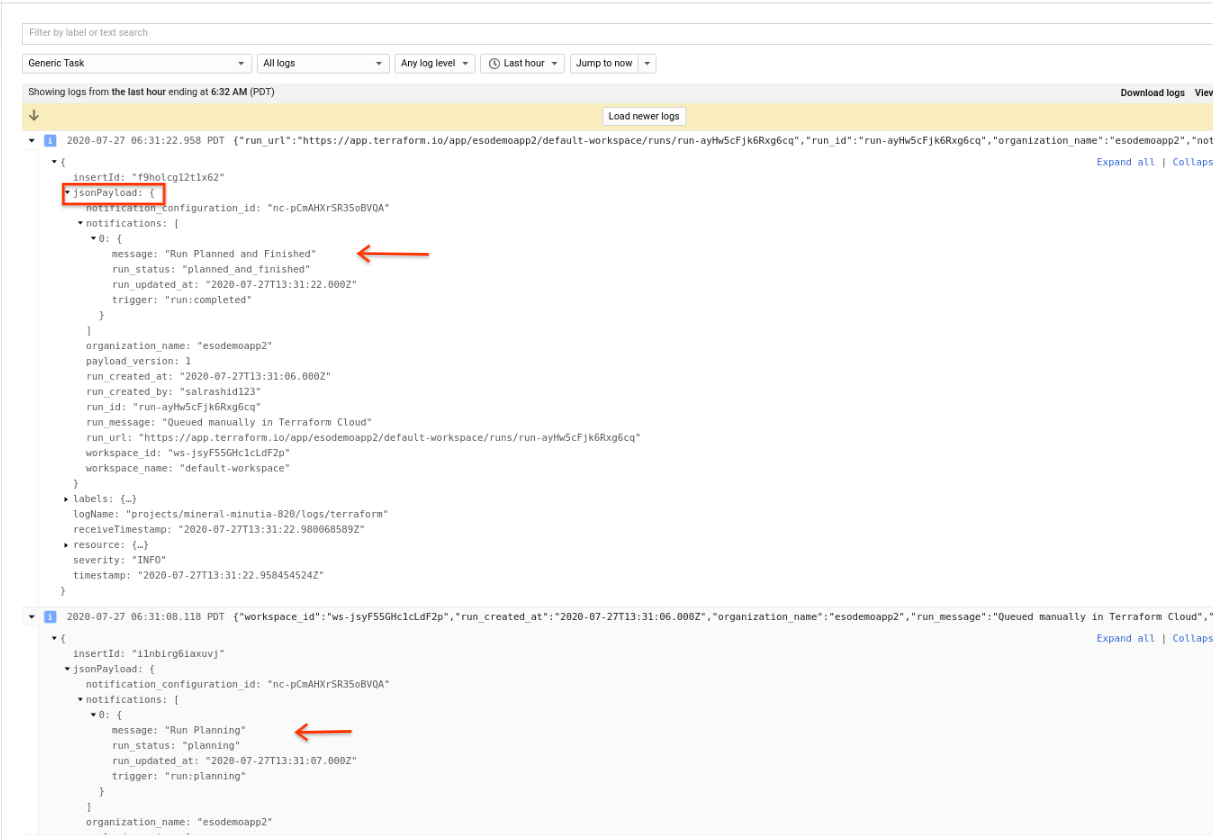 Filter by label or text search
Generic Task All logs Any log level Last hour Jump to now
Showing logs from the last hour ending at 6:32 AM (PDT) Download logs View
Load newer logs
i 2020-07-27 06:31:22.958 PDT {"run_url":"https://app.terraform.io/app/esodemoapp2/default-workspace/runs/run-ayHw5cFjk6Rxg6cq","run_id":"run-ayHw5cFjk6Rxg6cq","organization_name":"esodemoapp2","not
{ Expand all | Collaps
insertId: "f9holcg12t1x62"
jsonPayload: {
notification_configuration_id: "nc-pCmAHXrSR35oBVQA"
notifications: [
0: {
message: "Run Planned and Finished"
run_status: "planned_and_finished"
run_updated_at: "2020-07-27T13:31:22.000Z"
trigger: "run:completed"
}
]
organization_name: "esodemoapp2"
payload_version: 1
run_created_at: "2020-07-27T13:31:06.000Z"
run_created_by: "salrashid123"
run_id: "run-ayHw5cFjk6Rxg6cq"
run_message: "Queued manually in Terraform Cloud"
run_url: "https://app.terraform.io/app/esodemoapp2/default-workspace/runs/run-ayHw5cFjk6Rxg6cq"
workspace_id: "ws-jsyF55GHc1cLdF2p"
workspace_name: "default-workspace"
}
labels: {…}
logName: "projects/mineral-minutia-820/logs/terraform"
receiveTimestamp: "2020-07-27T13:31:22.980068589Z"
resource: {…}
severity: "INFO"
timestamp: "2020-07-27T13:31:22.958454524Z"
}
i 2020-07-27 06:31:08.118 PDT {"workspace_id":"ws-jsyF55GHc1cLdF2p","run_created_at":"2020-07-27T13:31:06.000Z","organization_name":"esodemoapp2","run_message":"Queued manually in Terraform Cloud","
{ Expand all | Collaps
insertId: "i1nbirg6iaxuvj"
jsonPayload: {
notification_configuration_id: "nc-pCmAHXrSR35oBVQA"
notifications: [
0: {
message: "Run Planning"
run_status: "planning"
run_updated_at: "2020-07-27T13:31:07.000Z"
trigger: "run:planning"
}
]
organization_name: "esodemoapp2"